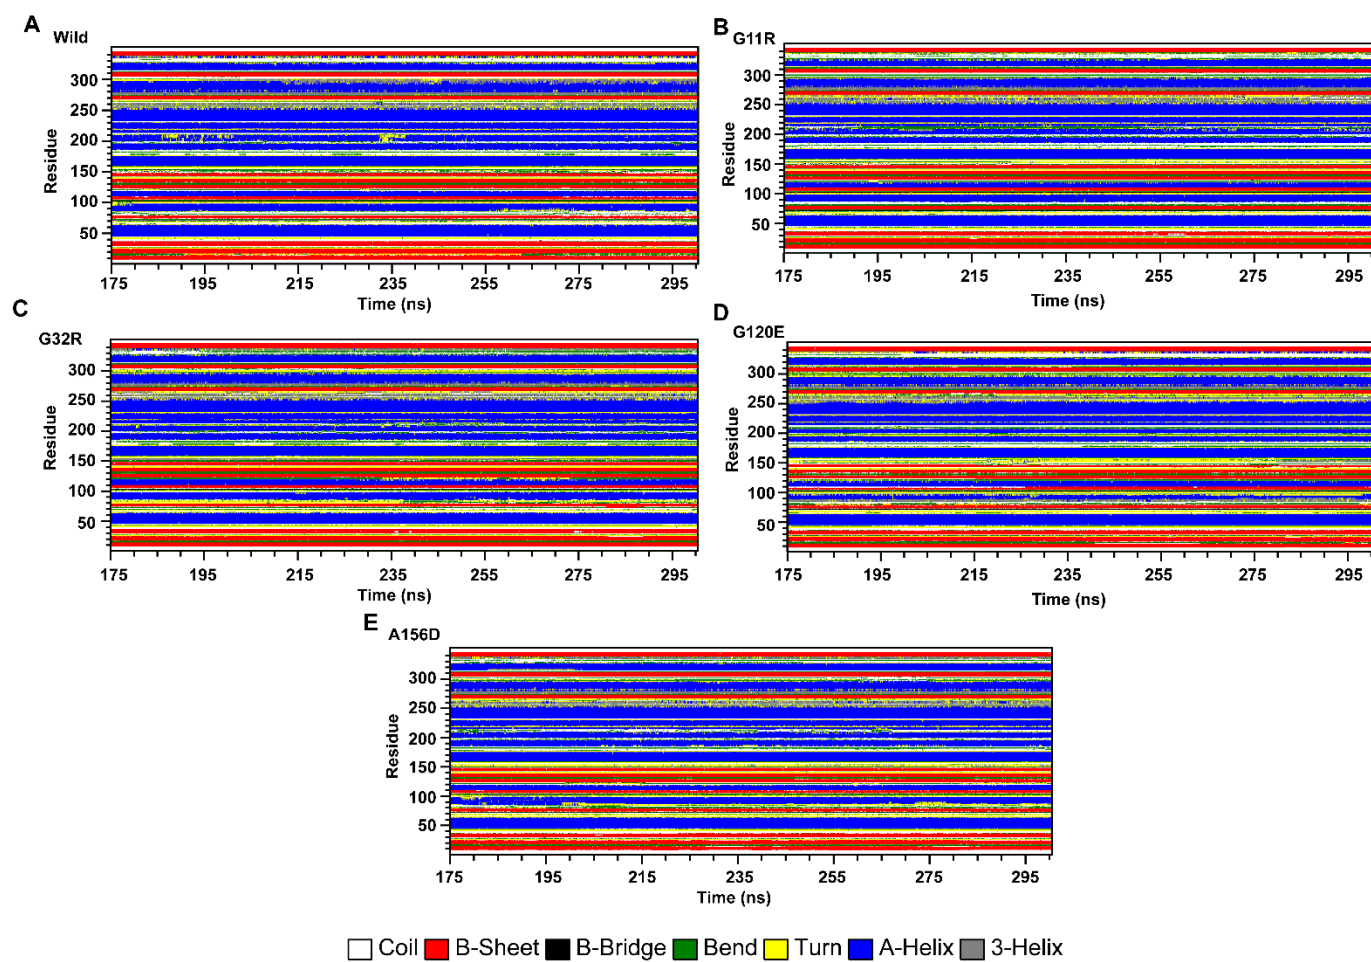 A
Wild
300
250
200
150
100
50
Residue
175 195 215 235 255 275 295
Time (ns)
B
G11R
300
250
200
150
100
50
Residue
175 195 215 235 255 275 295
Time (ns)
C
G32R
300
250
200
150
100
50
Residue
175 195 215 235 255 275 295
Time (ns)
D
G120E
300
250
200
150
100
50
Residue
175 195 215 235 255 275 295
Time (ns)
E
A156D
300
250
200
150
100
50
Residue
175 195 215 235 255 275 295
Time (ns)
Coil B-Sheet B-Bridge Bend Turn A-Helix 3-Helix